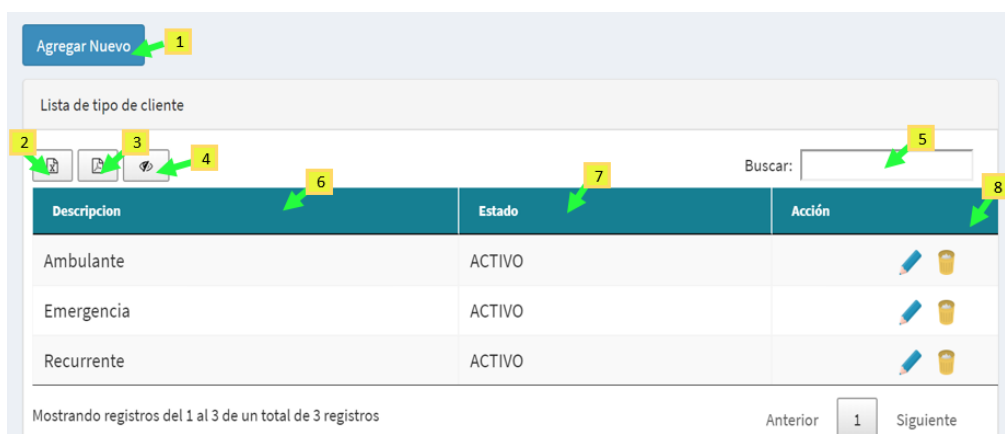 Agregar Nuevo 1
Lista de tipo de cliente
2 3 4 Buscar: 5
6 7 8
Descripcion Estado Acción
Ambulante ACTIVO
Emergencia ACTIVO
Recurrente ACTIVO
Mostrando registros del 1 al 3 de un total de 3 registros Anterior 1 Siguiente